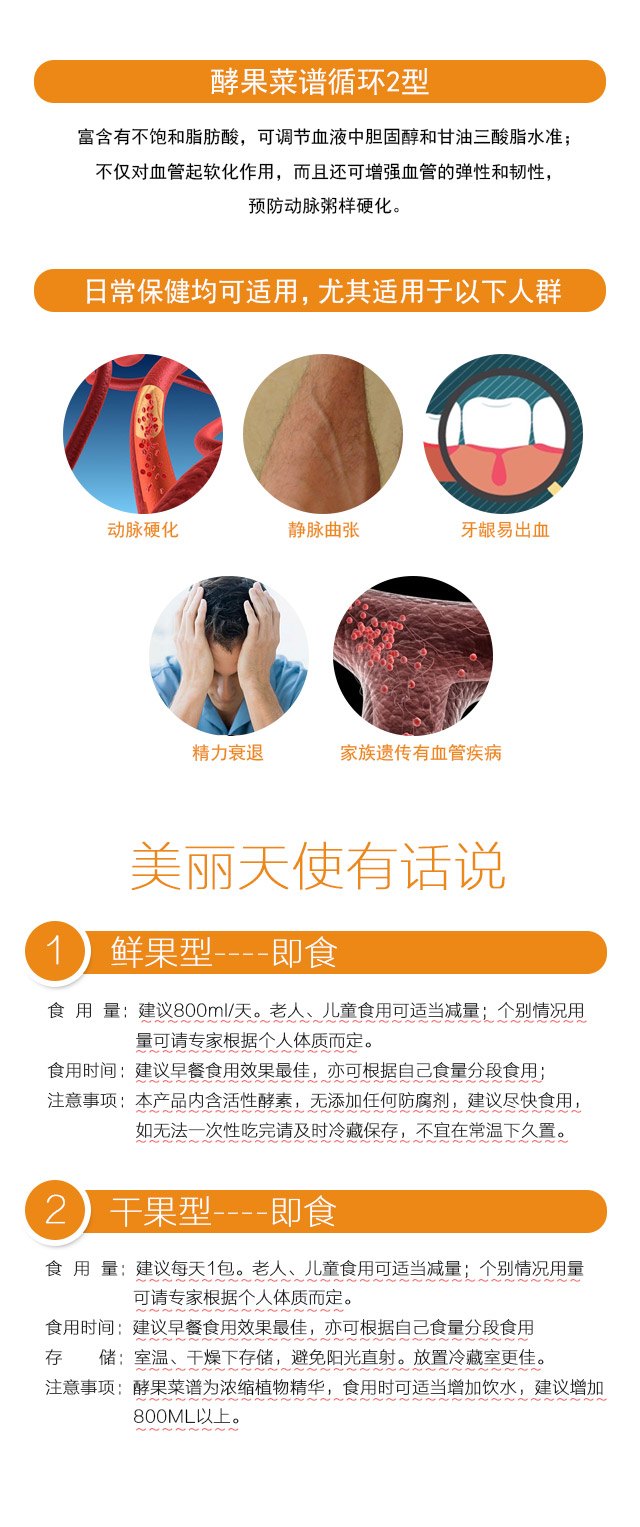 酵果菜谱循环2型
富含有不饱和脂肪酸，可调节血液中胆固醇和甘油三酸脂水准；
不仅对血管起软化作用，而且还可增强血管的弹性和韧性，
预防动脉粥样硬化。
日常保健均可适用，尤其适用于以下人群
动脉硬化
静脉曲张
牙龈易出血
精力衰退
家族遗传有血管疾病
美丽天使有话说
1 鲜果型----即食
食 用 量：建议800ml/天。老人、儿童食用可适当减量；个别情况用
量可请专家根据个人体质而定。
食用时间：建议早餐食用效果最佳，亦可根据自己食量分段食用；
注意事项：本产品内含活性酵素，无添加任何防腐剂，建议尽快食用，
如无法一次性吃完请及时冷藏保存，不宜在常温下久置。
2 干果型----即食
食 用 量：建议每天1包。老人、儿童食用可适当减量；个别情况用量
可请专家根据个人体质而定。
食用时间：建议早餐食用效果最佳，亦可根据自己食量分段食用
存 储：室温、干燥下存储，避免阳光直射。放置冷藏室更佳。
注意事项：酵果菜谱为浓缩植物精华，食用时可适当增加饮水，建议增加
800ML以上。